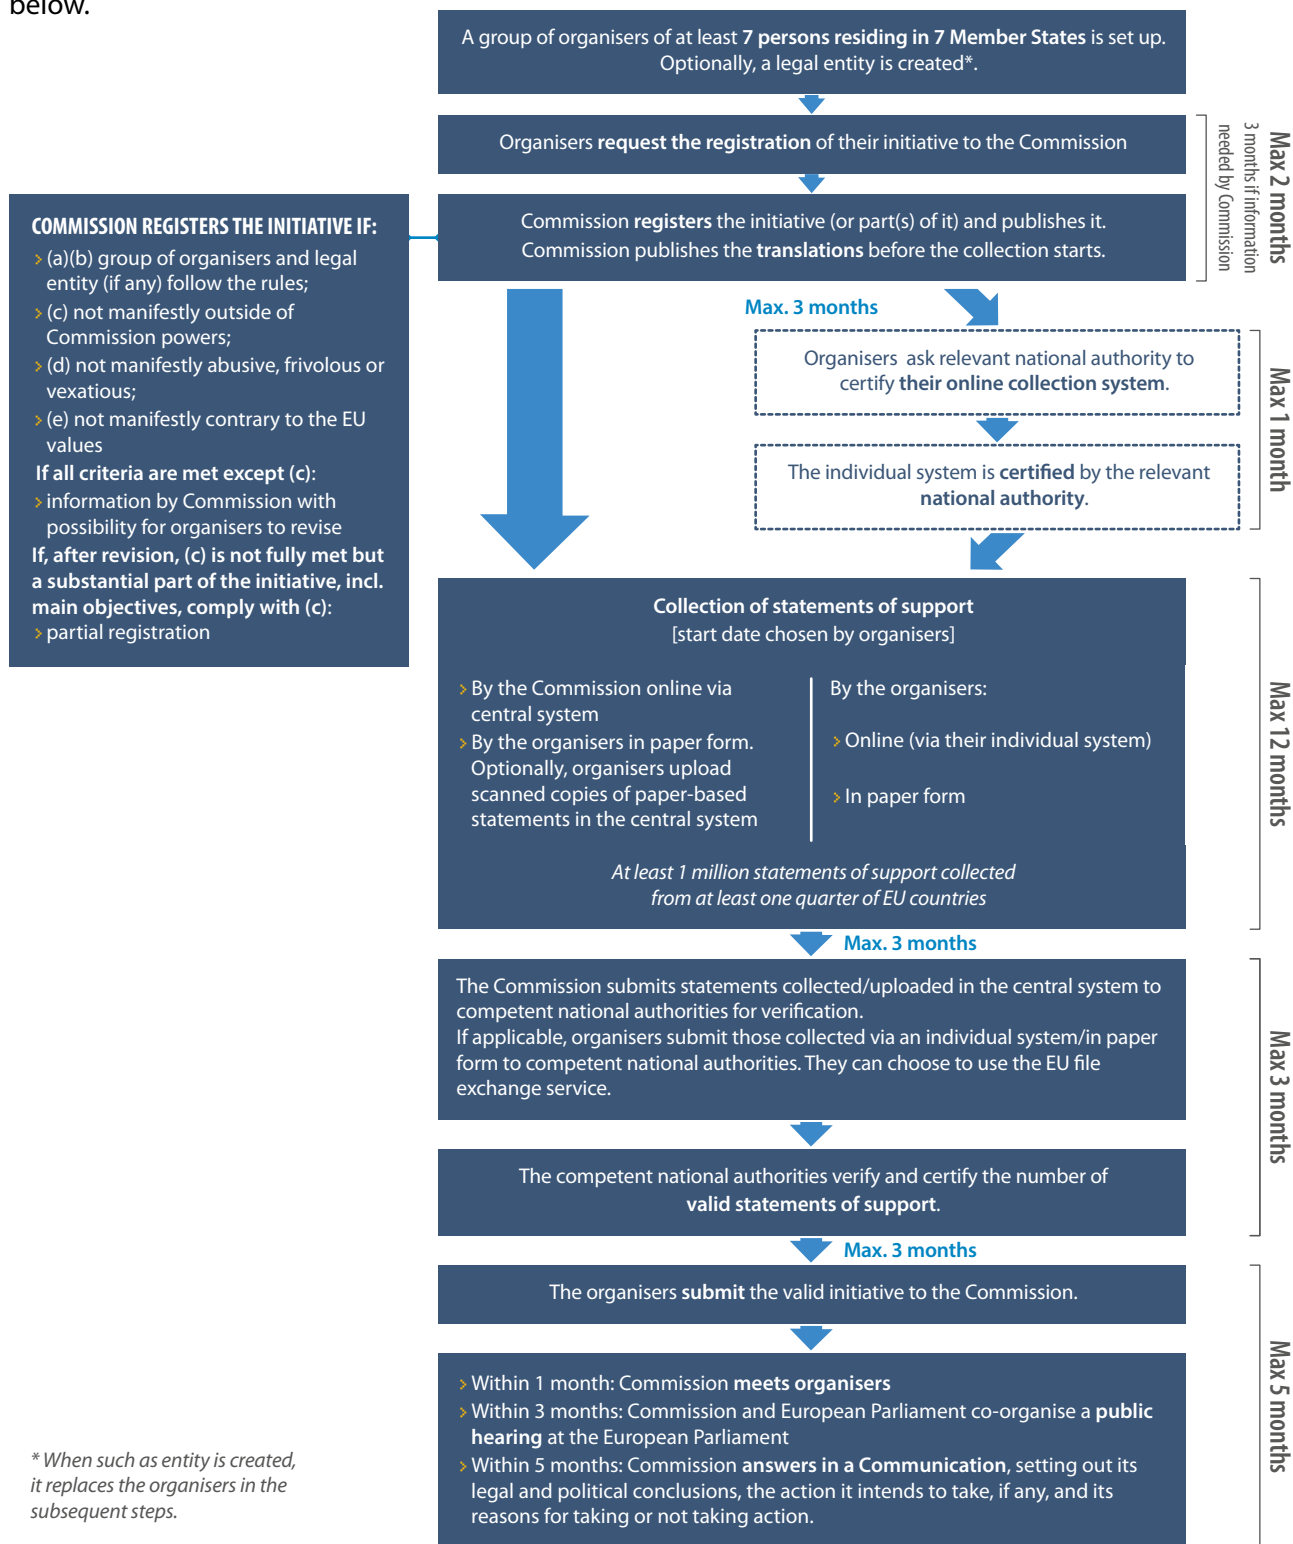 below.
A group of organisers of at least 7 persons residing in 7 Member States is set up.
Optionally, a legal entity is created*.
Organisers request the registration of their initiative to the Commission
Max 2 months
3 months if information
needed by Commission
Commission registers the initiative (or part(s) of it) and publishes it.
Commission publishes the translations before the collection starts.
COMMISSION REGISTERS THE INITIATIVE IF:
> (a)(b) group of organisers and legal
entity (if any) follow the rules;
> (c) not manifestly outside of
Commission powers;
> (d) not manifestly abusive, frivolous or
vexatious;
> (e) not manifestly contrary to the EU
values
If all criteria are met except (c):
> information by Commission with
possibility for organisers to revise
If, after revision, (c) is not fully met but
a substantial part of the initiative, incl.
main objectives, comply with (c):
> partial registration
Max. 3 months
Organisers ask relevant national authority to
certify their online collection system.
The individual system is certified by the relevant
national authority.
Max 1 month
Collection of statements of support
[start date chosen by organisers]
> By the Commission online via
central system
> By the organisers in paper form.
Optionally, organisers upload
scanned copies of paper-based
statements in the central system
By the organisers:
> Online (via their individual system)
> In paper form
At least 1 million statements of support collected
from at least one quarter of EU countries
Max 12 months
Max. 3 months
The Commission submits statements collected/uploaded in the central system to
competent national authorities for verification.
If applicable, organisers submit those collected via an individual system/in paper
form to competent national authorities. They can choose to use the EU file
exchange service.
Max 3 months
The competent national authorities verify and certify the number of
valid statements of support.
Max. 3 months
The organisers submit the valid initiative to the Commission.
> Within 1 month: Commission meets organisers
> Within 3 months: Commission and European Parliament co-organise a public
hearing at the European Parliament
> Within 5 months: Commission answers in a Communication, setting out its
legal and political conclusions, the action it intends to take, if any, and its
reasons for taking or not taking action.
Max 5 months
* When such as entity is created,
it replaces the organisers in the
subsequent steps.